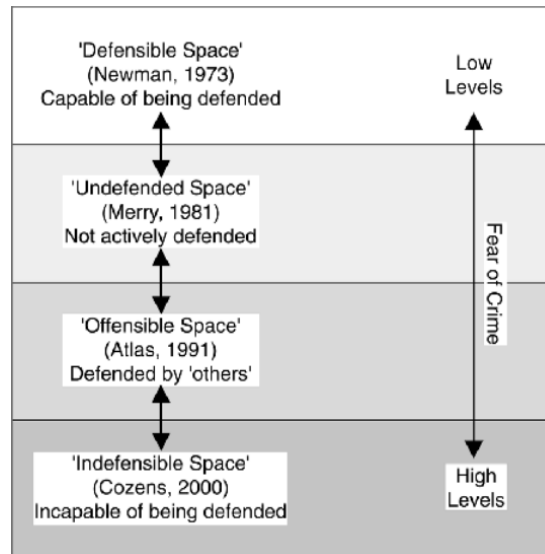 'Defensible Space'
(Newman, 1973)
Capable of being defended
Low
Levels
'Undefended Space'
(Merry, 1981)
Not actively defended
Fear of Crime
'Offensible Space'
(Atlas, 1991)
Defended by 'others'
'Indefensible Space'
(Cozens, 2000)
Incapable of being defended
High
Levels